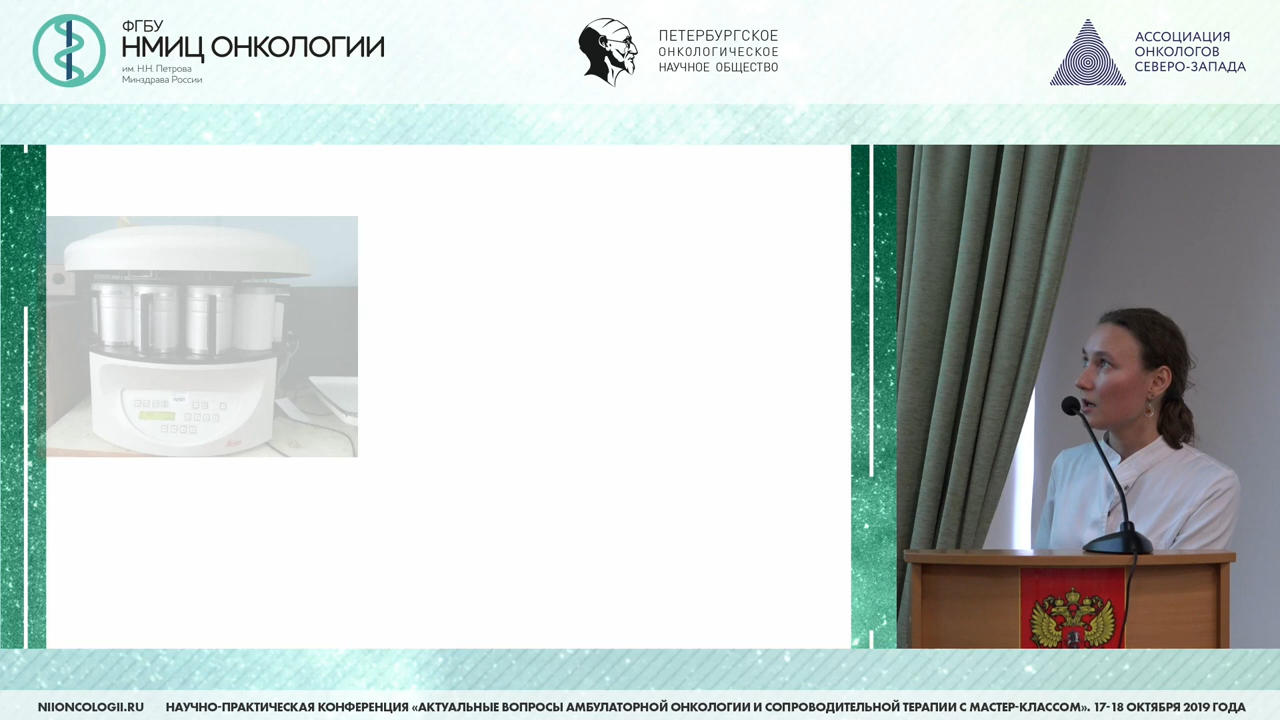 ФГБУ
НМИЦ ОНКОЛОГИИ
им. Н.Н. Петрова
Минздрава России
ПЕТЕРБУРГСКОЕ
ОНКОЛОГИЧЕСКОЕ
НАУЧНОЕ ОБЩЕСТВО
АССОЦИАЦИЯ
ОНКОЛОГОВ
СЕВЕРО-ЗАПАДА
NIIONCOLOGII.RU
НАУЧНО-ПРАКТИЧЕСКАЯ КОНФЕРЕНЦИЯ «АКТУАЛЬНЫЕ ВОПРОСЫ АМБУЛАТОРНОЙ ОНКОЛОГИИ И СОПРОВОДИТЕЛЬНОЙ ТЕРАПИИ С МАСТЕР-КЛАССОМ». 17-18 ОКТЯБРЯ 2019 ГОДА